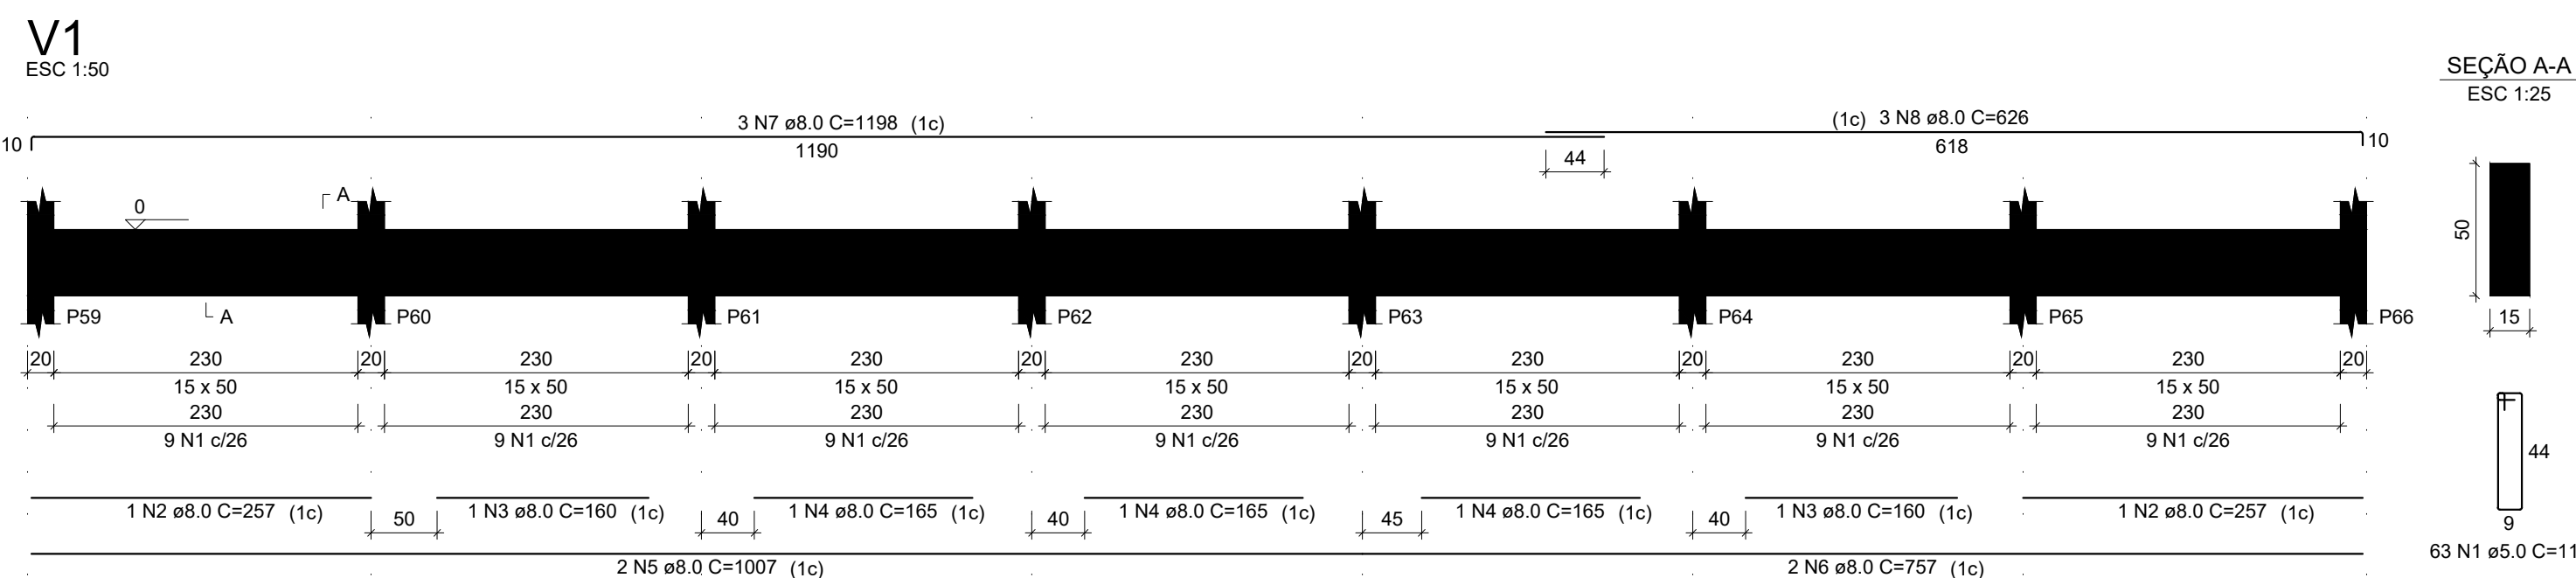 V1
ESC 1:50
SEÇÃO A-A
ESC 1:25
3 N7 ø8.0 C=1198 (1c)
(1c) 3 N8 ø8.0 C=626
10
1190
618
10
44
A
0
50
A
P59
P60
P61
P62
P63
P64
P65
P66
15
20 230 20 230 20 230 20 230 20 230 20 230 20 230 20
15 x 50 15 x 50 15 x 50 15 x 50 15 x 50 15 x 50 15 x 50
230 230 230 230 230 230 230
9 N1 c/26 9 N1 c/26 9 N1 c/26 9 N1 c/26 9 N1 c/26 9 N1 c/26 9 N1 c/26
44
1 N2 ø8.0 C=257 (1c) 50 1 N3 ø8.0 C=160 (1c) 40 1 N4 ø8.0 C=165 (1c) 40 1 N4 ø8.0 C=165 (1c) 45 1 N4 ø8.0 C=165 (1c) 40 1 N3 ø8.0 C=160 (1c) 1 N2 ø8.0 C=257 (1c)
9
63 N1 ø5.0 C=11
2 N5 ø8.0 C=1007 (1c)
2 N6 ø8.0 C=757 (1c)